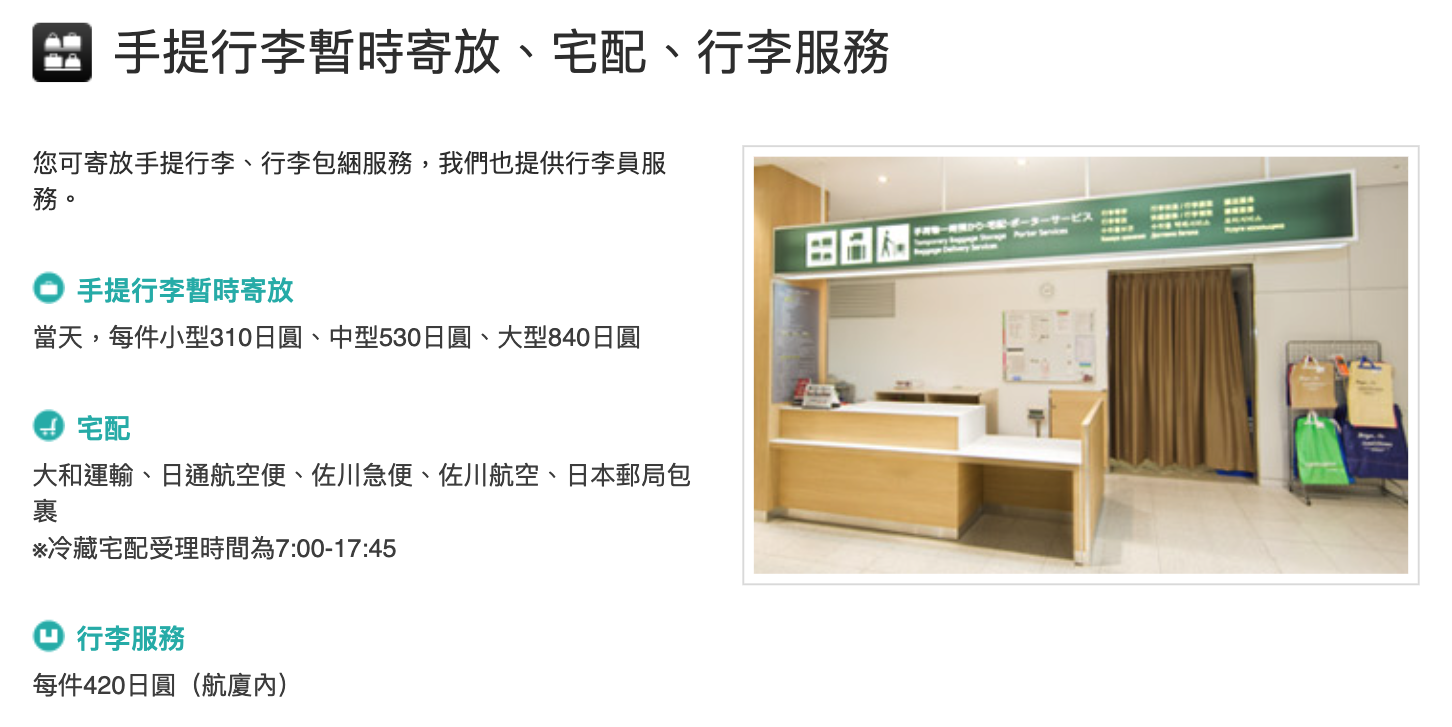 手提行李暫時寄放、宅配、行李服務
您可寄放手提行李、行李包綑服務，我們也提供行李員服
務。
手提行李暫時寄放
當天，每件小型310日圓、中型530日圓、大型840日圓
宅配
大和運輸、日通航空便、佐川急便、佐川航空、日本郵局包
裹
※冷藏宅配受理時間為7:00-17:45
行李服務
每件420日圓（航廈內）
手荷物一時預かり・宅配・ポーターサービス
Temporary Baggage Storage Porter Services
Baggage Delivery Services